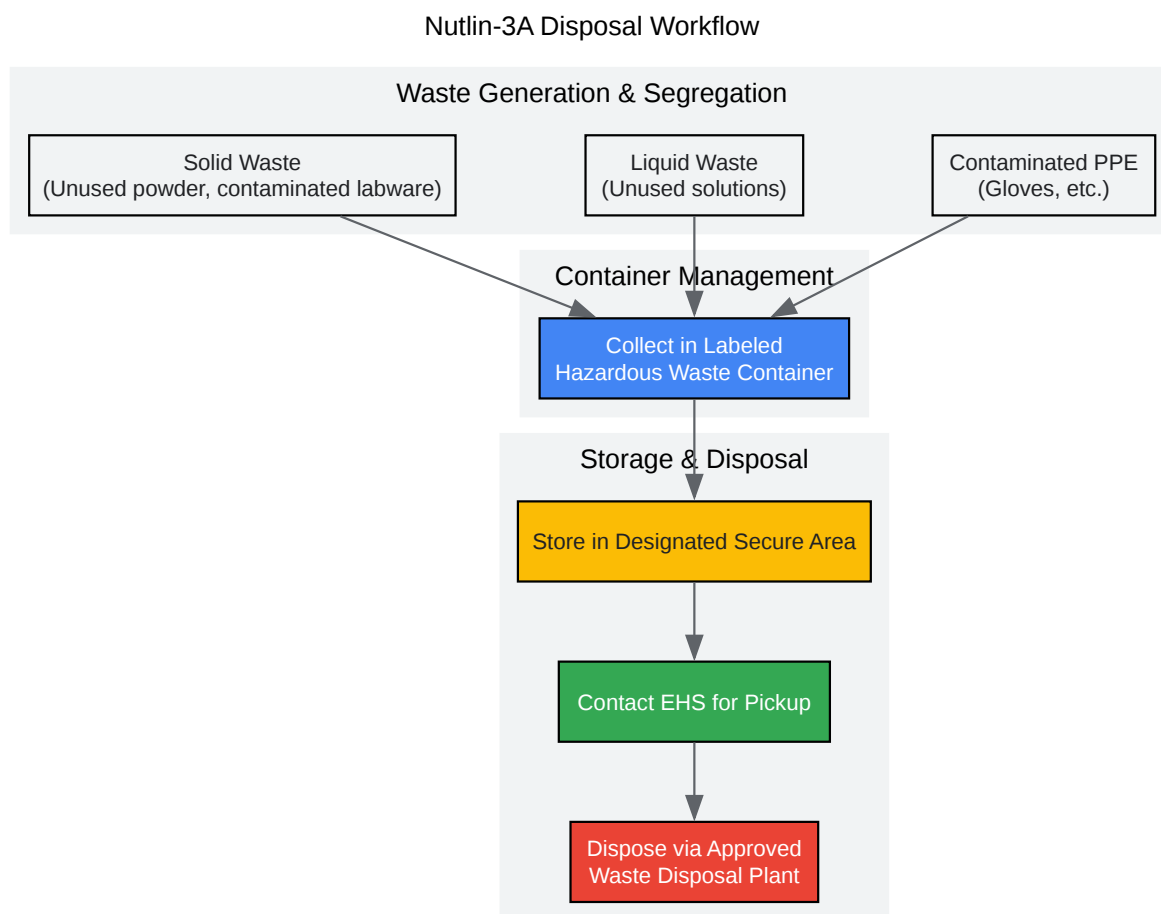 Nutlin-3A Disposal Workflow
Waste Generation & Segregation
Solid Waste
(Unused powder, contaminated labware)
Liquid Waste
(Unused solutions)
Contaminated PPE
(Gloves, etc.)
Container Management
Collect in Labeled
Hazardous Waste Container
Storage & Disposal
Store in Designated Secure Area
Contact EHS for Pickup
Dispose via Approved
Waste Disposal Plant